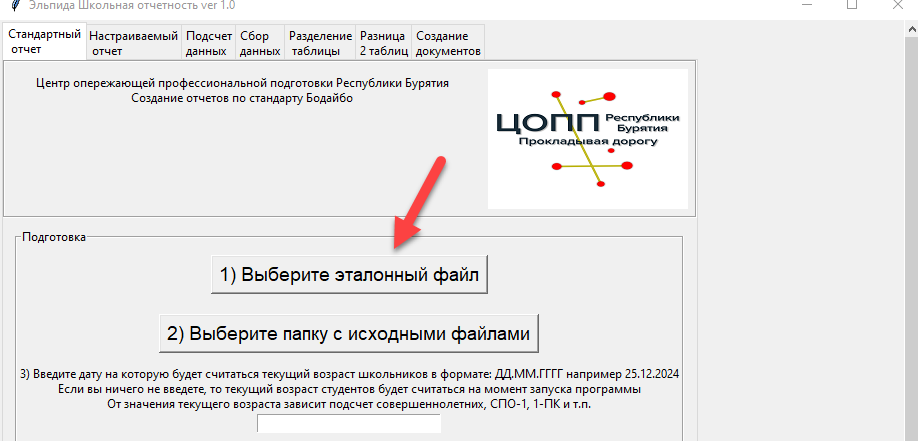 Эльпида Школьная отчетность ver 1.0
Стандартный отчет
Настраиваемый отчет
Подсчет данных
Сбор данных
Разделение таблицы
Разница 2 таблиц
Создание документов
Центр опережающей профессиональной подготовки Республики Бурятия
Создание отчетов по стандарту Бодайбо
ЦОПП Республики Бурятия
Прокладывая дорогу
Подготовка
1) Выберите эталонный файл
2) Выберите папку с исходными файлами
3) Введите дату на которую будет считаться текущий возраст школьников в формате: ДД.ММ.ГГГГ например 25.12.2024
Если вы ничего не введете, то текущий возраст студентов будет считаться на момент запуска программы
От значения текущего возраста зависит подсчет совершеннолетних, СПО-1, 1-ПК и т.п.